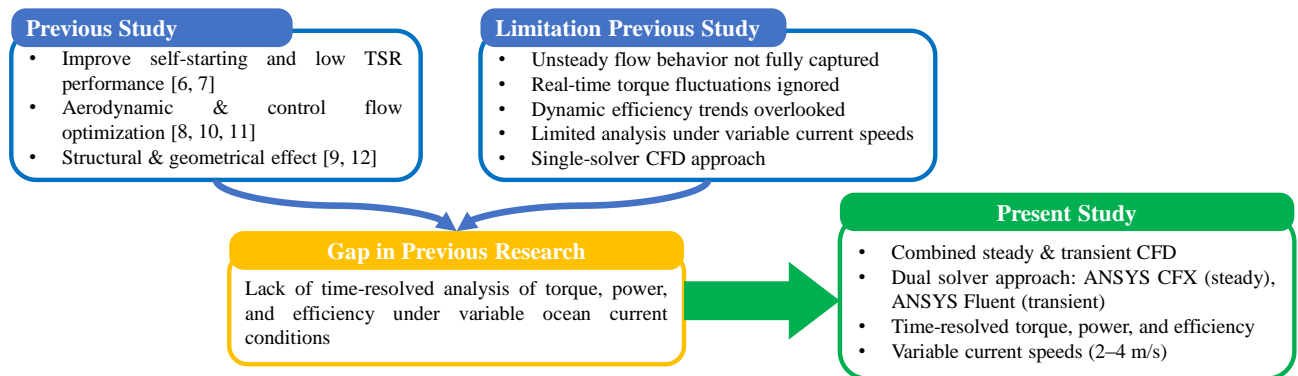 Previous Study
• Improve self-starting and low TSR
performance [6, 7]
• Aerodynamic & control flow
optimization [8, 10, 11]
• Structural & geometrical effect [9, 12]
Limitation Previous Study
• Unsteady flow behavior not fully captured
• Real-time torque fluctuations ignored
• Dynamic efficiency trends overlooked
• Limited analysis under variable current speeds
• Single-solver CFD approach
Gap in Previous Research
Lack of time-resolved analysis of torque, power,
and efficiency under variable ocean current
conditions
Present Study
• Combined steady & transient CFD
• Dual solver approach: ANSYS CFX (steady),
ANSYS Fluent (transient)
• Time-resolved torque, power, and efficiency
• Variable current speeds (2–4 m/s)